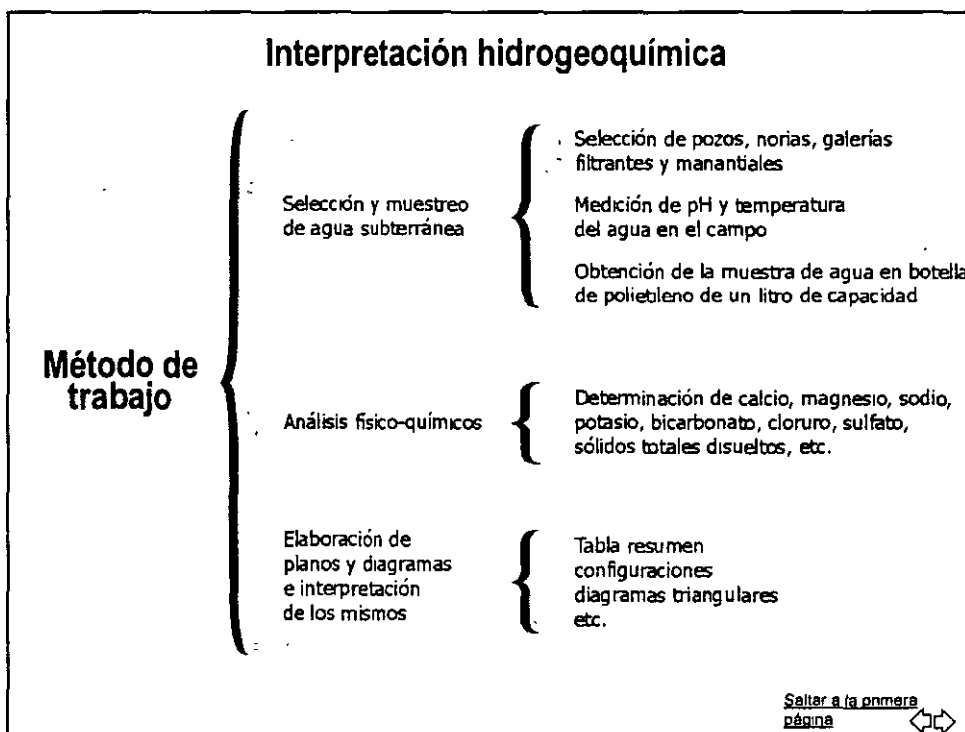 Interpretación hidrogeoquímica
Método de
trabajo
Selección y muestreo
de agua subterránea
Selección de pozos, norias, galerías
filtrantes y manantiales
Medición de pH y temperatura
del agua en el campo
Obtención de la muestra de agua en botella
de polietileno de un litro de capacidad
Análisis físico-químicos
Determinación de calcio, magnesio, sodio,
potasio, bicarbonato, cloruro, sulfato,
sólidos totales disueltos, etc.
Elaboración de
planos y diagramas
e interpretación
de los mismos
Tabla resumen
configuraciones
diagramas triangulares
etc.
Saltar a la primera
página